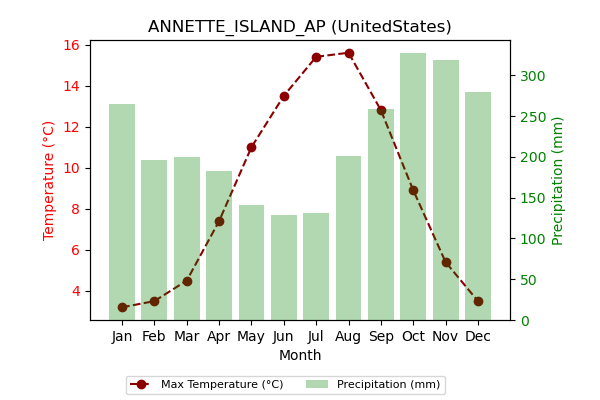 ANNETTE_ISLAND_AP (UnitedStates)
16
14
12
10
8
6
4
Temperature (°C)
300
250
200
150
100
50
0
Precipitation (mm)
Jan Feb Mar Apr May Jun Jul Aug Sep Oct Nov Dec
Month
Max Temperature (°C) Precipitation (mm)